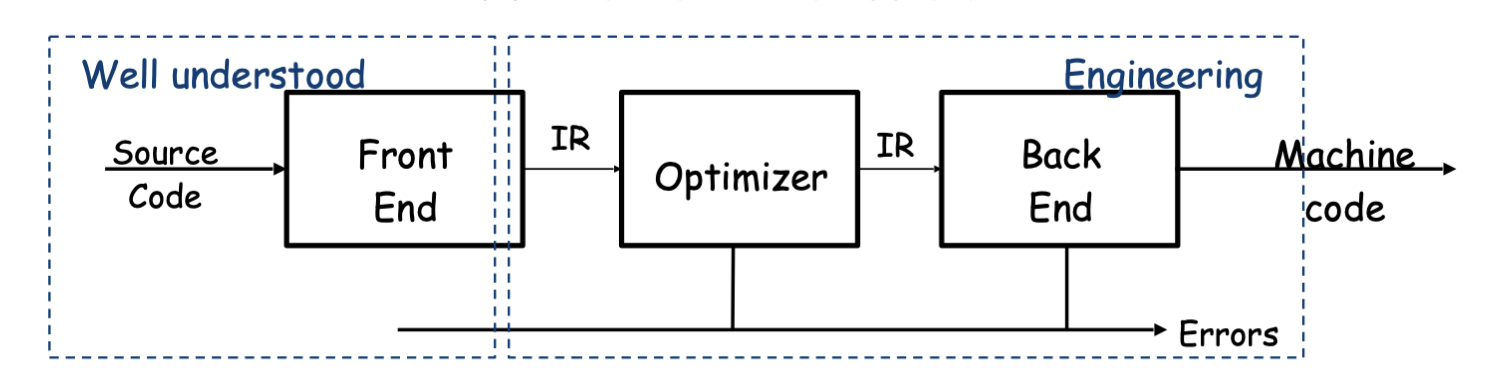 Well understood
Engineering
Source
Code
Front
End
IR
Optimizer
IR
Back
End
Machine
code
Errors